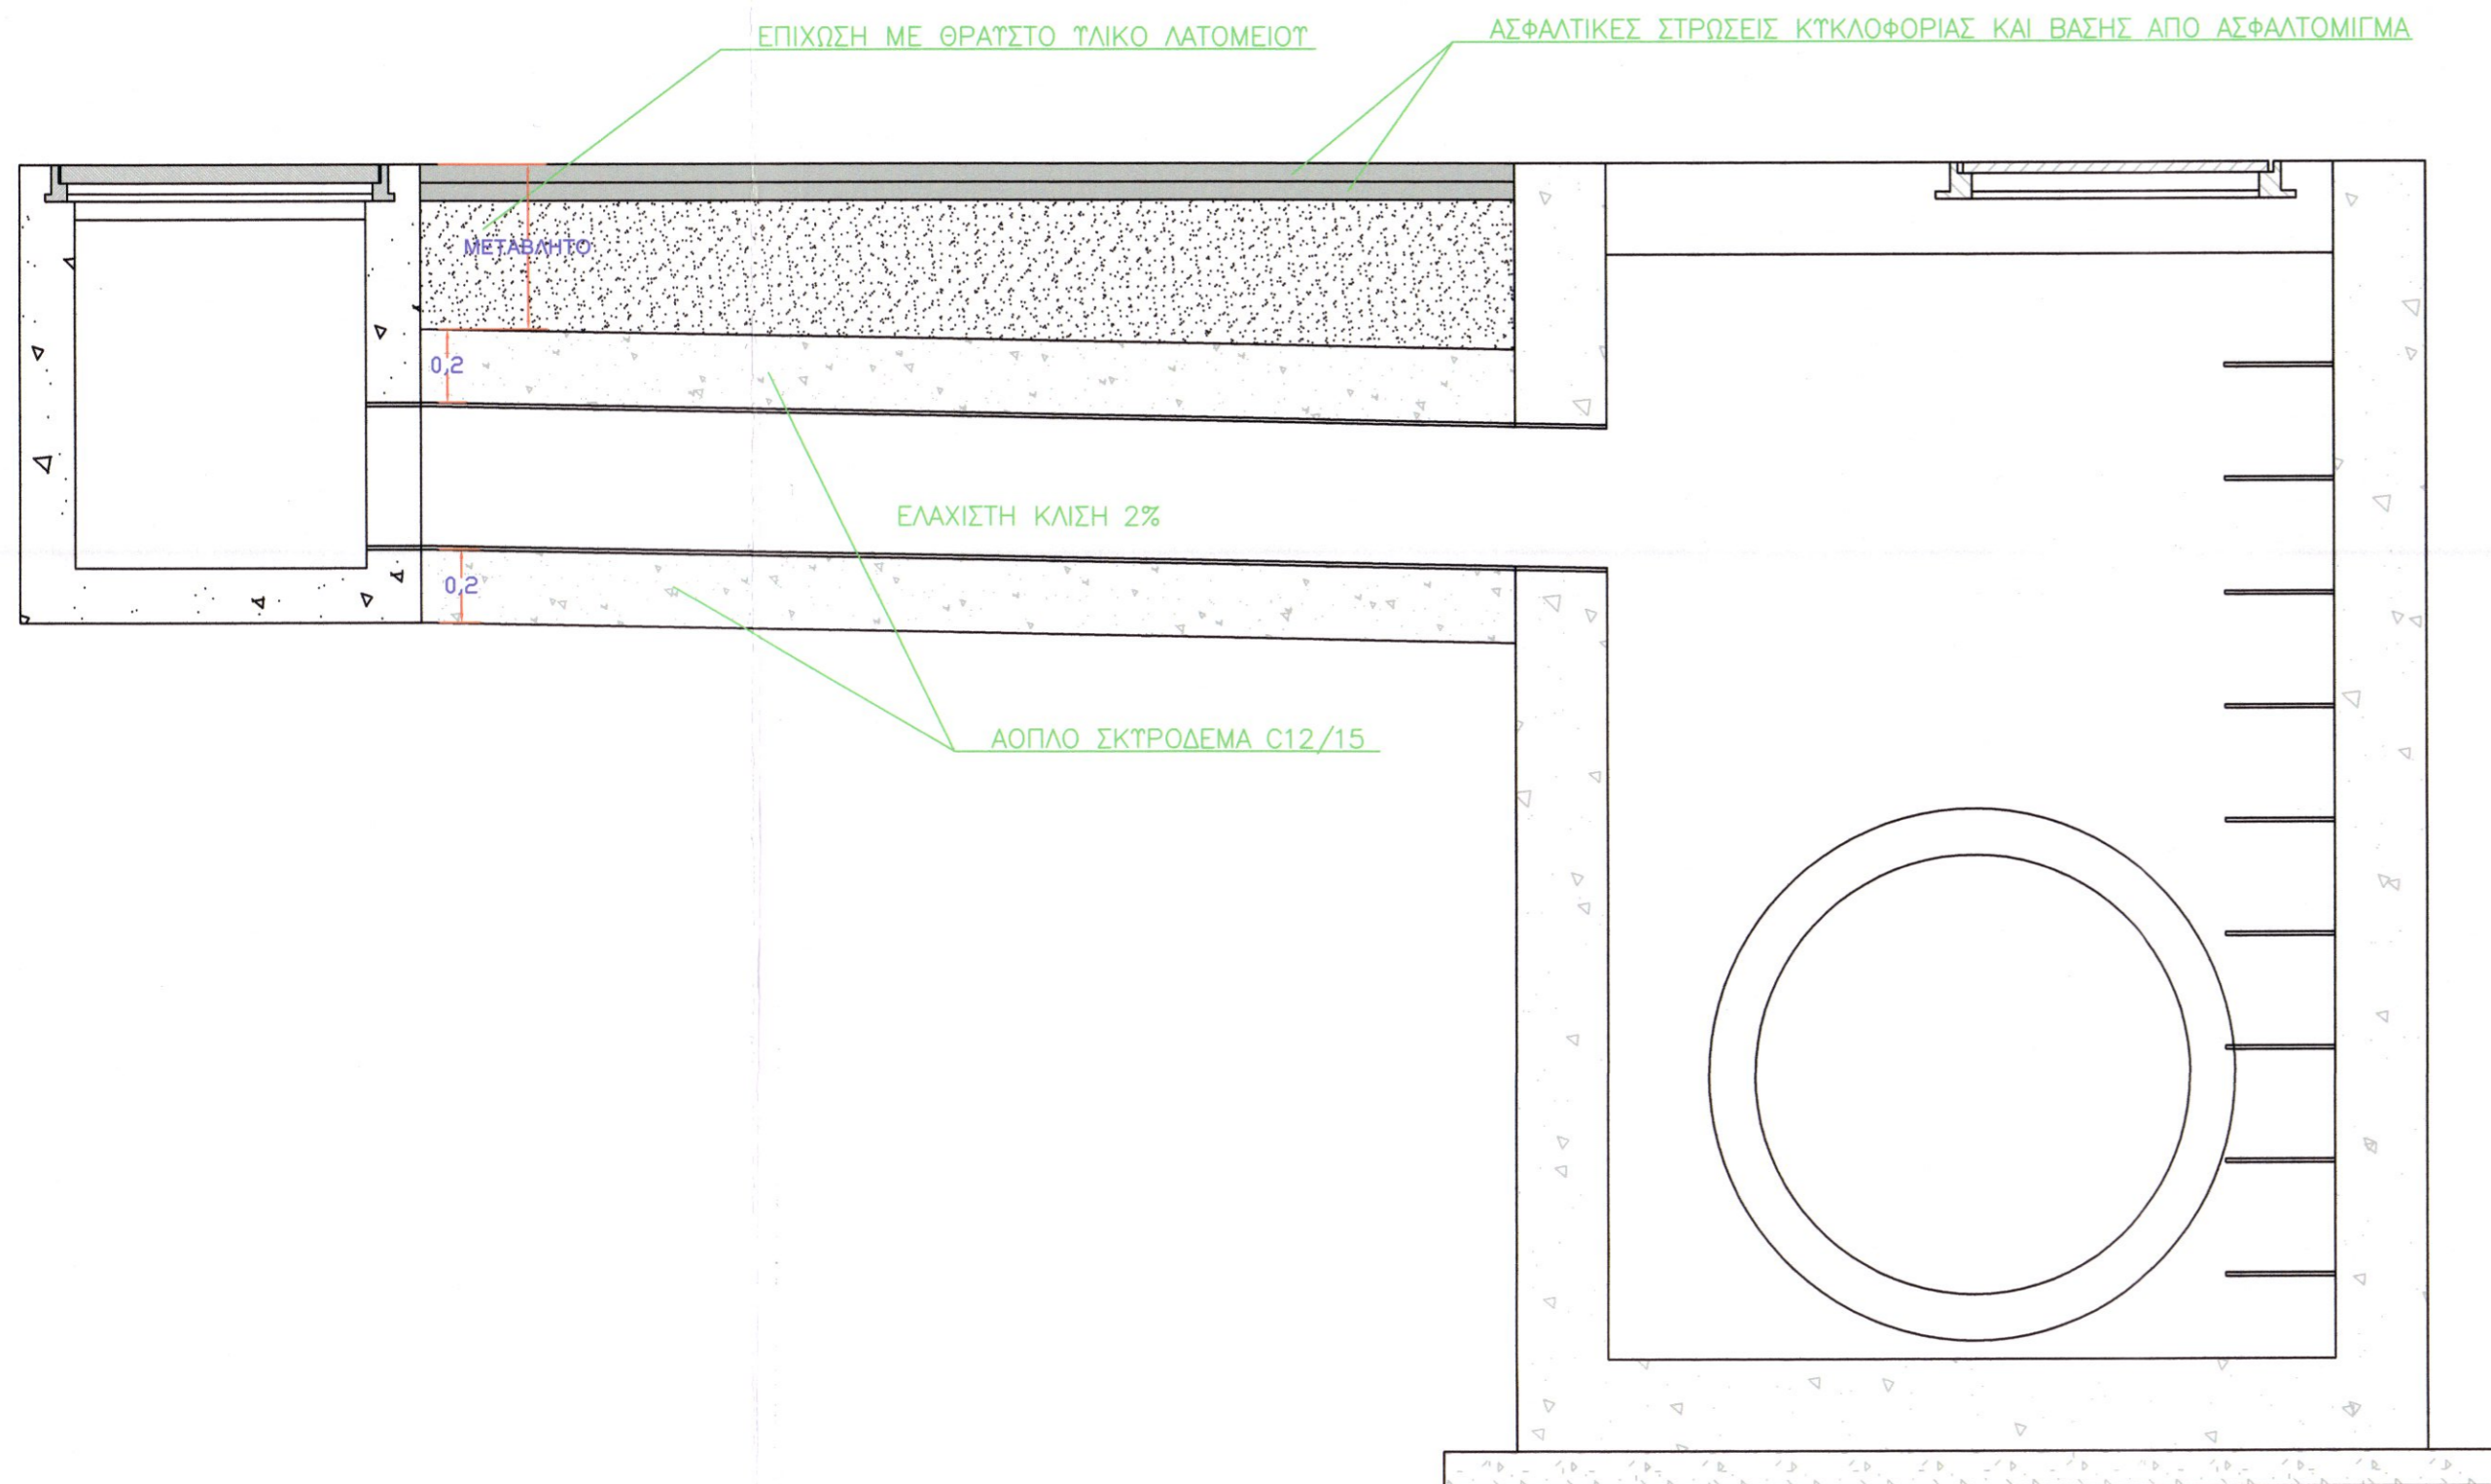 ΕΠΙΧΩΣΗ ΜΕ ΘΡΑΥΣΤΟ ΥΛΙΚΟ ΛΑΤΟΜΕΙΟΥ
ΑΣΦΑΛΤΙΚΕΣ ΣΤΡΩΣΕΙΣ ΚΥΚΛΟΦΟΡΙΑΣ ΚΑΙ ΒΑΣΗΣ ΑΠΟ ΑΣΦΑΛΤΟΜΙΓΜΑ
ΜΕΤΑΒΛΗΤΟ
0,2
ΕΛΑΧΙΣΤΗ ΚΛΙΣΗ 2%
0,2
ΑΟΠΛΟ ΣΚΥΡΟΔΕΜΑ C12/15